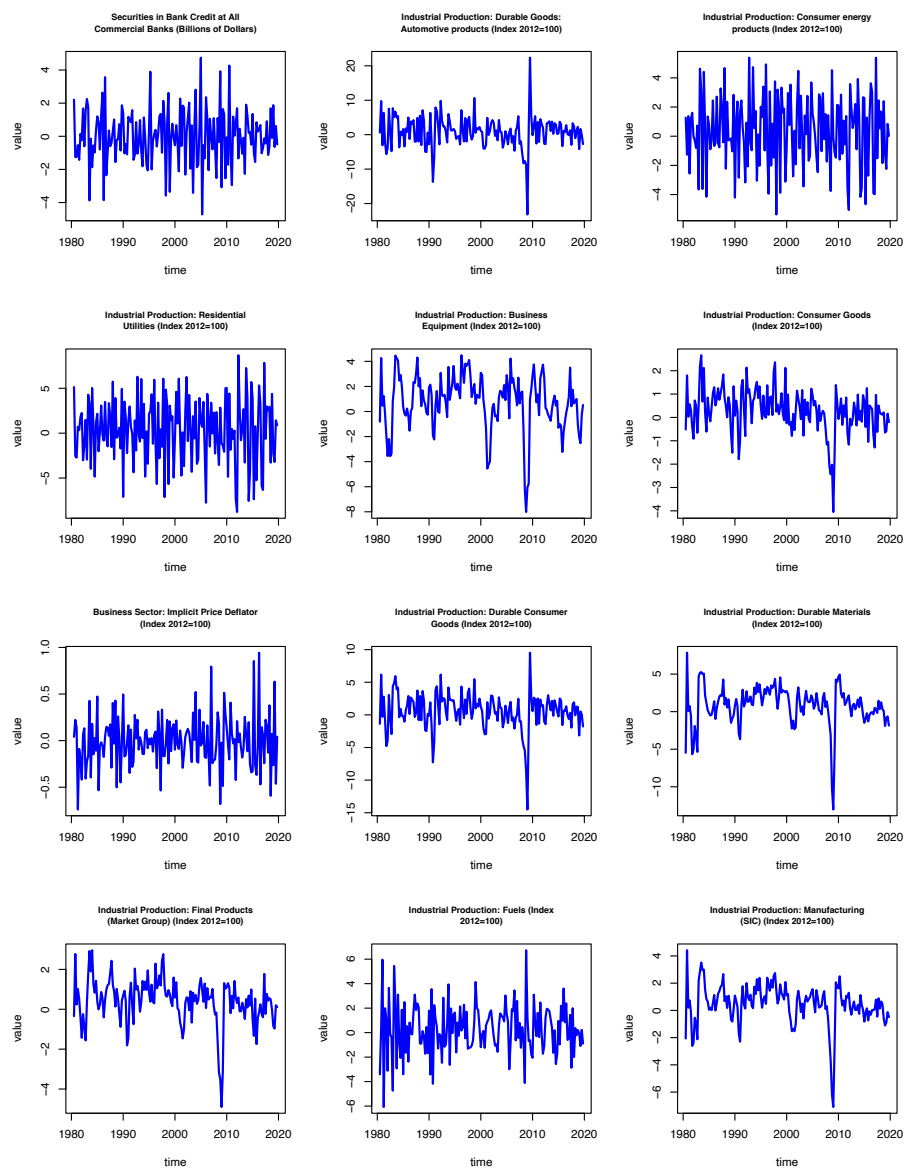 Securities in Bank Credit at All
Commercial Banks (Billions of Dollars)
value
4
2
0
−2
−4
1980 1990 2000 2010 2020
time
Industrial Production: Durable Goods:
Automotive products (Index 2012=100)
value
20
10
0
−10
−20
1980 1990 2000 2010 2020
time
Industrial Production: Consumer energy
products (Index 2012=100)
value
4
2
0
−2
−4
1980 1990 2000 2010 2020
time
Industrial Production: Residential
Utilities (Index 2012=100)
value
5
0
−5
1980 1990 2000 2010 2020
time
Industrial Production: Business
Equipment (Index 2012=100)
value
4
2
0
−2
−4
−6
−8
1980 1990 2000 2010 2020
time
Industrial Production: Consumer Goods
(Index 2012=100)
value
2
1
0
−1
−2
−3
−4
1980 1990 2000 2010 2020
time
Business Sector: Implicit Price Deflator
(Index 2012=100)
value
1.0
0.5
0.0
−0.5
1980 1990 2000 2010 2020
time
Industrial Production: Durable Consumer
Goods (Index 2012=100)
value
10
5
0
−5
−10
−15
1980 1990 2000 2010 2020
time
Industrial Production: Durable Materials
(Index 2012=100)
value
5
0
−5
−10
1980 1990 2000 2010 2020
time
Industrial Production: Final Products
(Market Group) (Index 2012=100)
value
2
0
−2
−4
1980 1990 2000 2010 2020
time
Industrial Production: Fuels (Index
2012=100)
value
6
4
2
0
−2
−4
−6
1980 1990 2000 2010 2020
time
Industrial Production: Manufacturing
(SIC) (Index 2012=100)
value
4
2
0
−2
−4
−6
1980 1990 2000 2010 2020
time